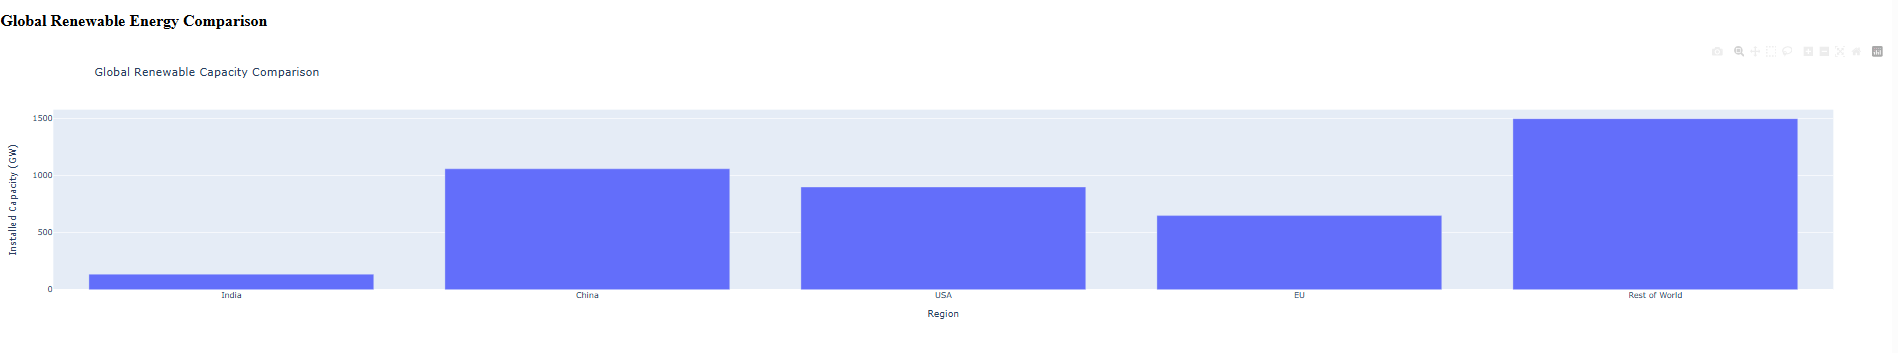 Global Renewable Energy Comparison
Global Renewable Capacity Comparison
1500
1000
500
0
Installed Capacity (GW)
India China USA EU Rest of World
Region